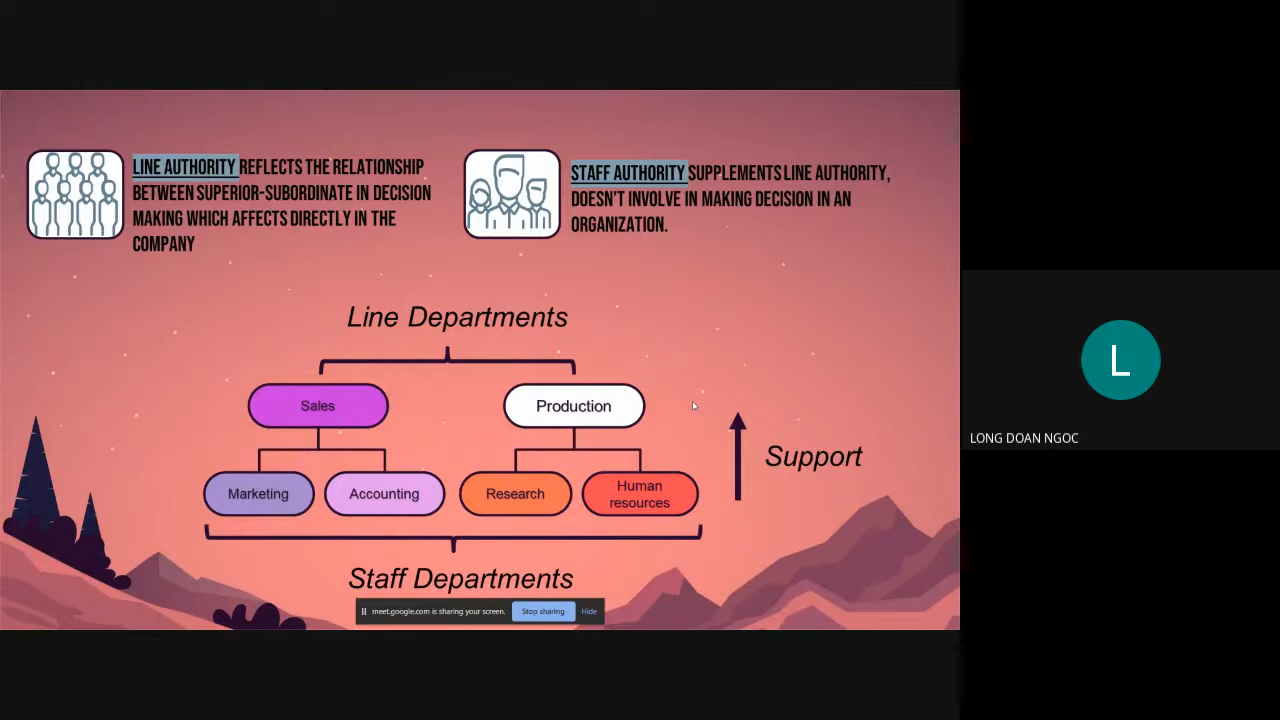 LINE AUTHORITY REFLECTS THE RELATIONSHIP
BETWEEN SUPERIOR-SUBORDINATE IN DECISION
MAKING WHICH AFFECTS DIRECTLY IN THE
COMPANY
STAFF AUTHORITY SUPPLEMENTS LINE AUTHORITY,
DOESN'T INVOLVE IN MAKING DECISION IN AN
ORGANIZATION.
Line Departments
Sales
Production
Marketing
Accounting
Research
Human
resources
Support
Staff Departments
meet.google.com is sharing your screen.
Stop sharing
Hide
L
LONG DOAN NGOC